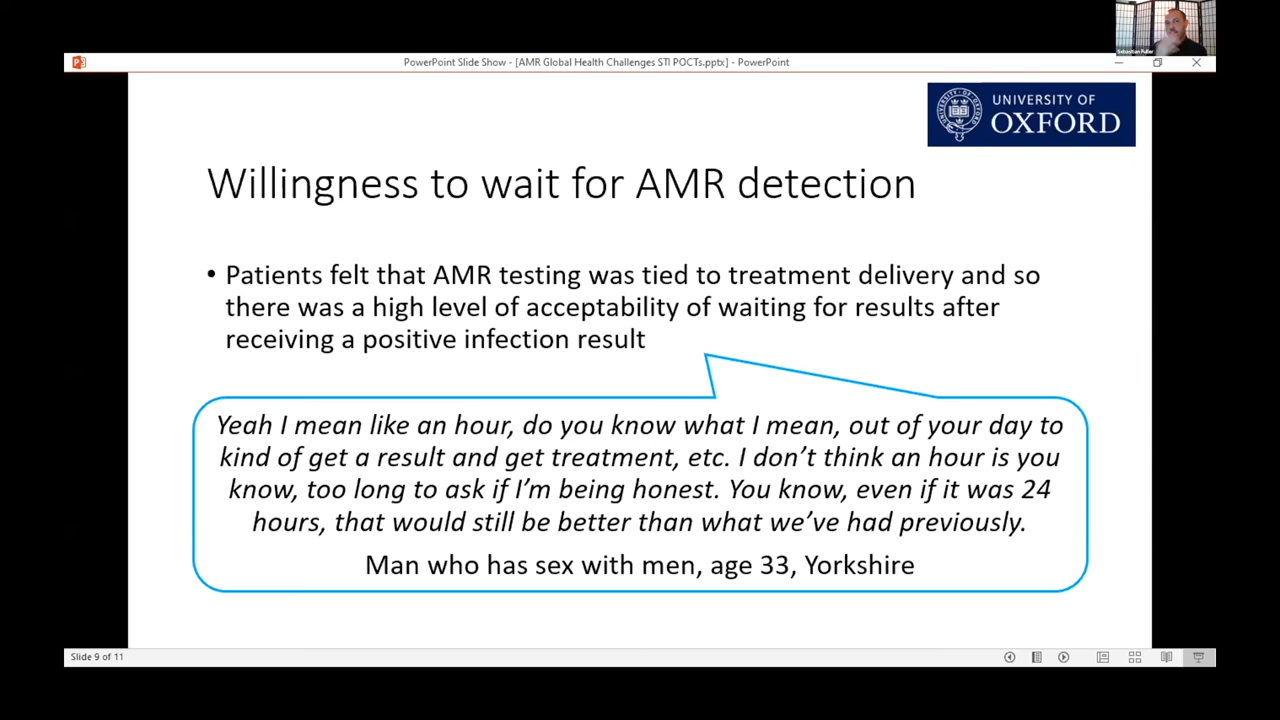 Sebastian Fuller
PowerPoint Slide Show - [AMR Global Health Challenges STI POCTs.pptx] - PowerPoint
UNIVERSITY OF
OXFORD
Willingness to wait for AMR detection
• Patients felt that AMR testing was tied to treatment delivery and so
there was a high level of acceptability of waiting for results after
receiving a positive infection result
Yeah I mean like an hour, do you know what I mean, out of your day to
kind of get a result and get treatment, etc. I don’t think an hour is you
know, too long to ask if I’m being honest. You know, even if it was 24
hours, that would still be better than what we’ve had previously.
Man who has sex with men, age 33, Yorkshire
Slide 9 of 11